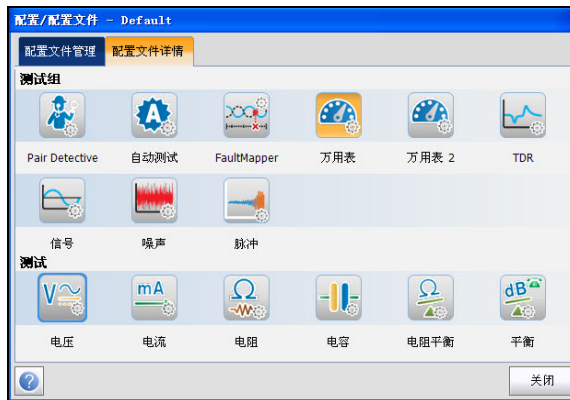 配置/配置文件 - Default
配置文件管理 配置文件详情
测试组
Pair Detective 自动测试 FaultMapper 万用表 万用表 2 TDR
信号 噪声 脉冲
测试
V mA Ω Ω dB
电压 电流 电阻 电容 电阻平衡 平衡
? 关闭